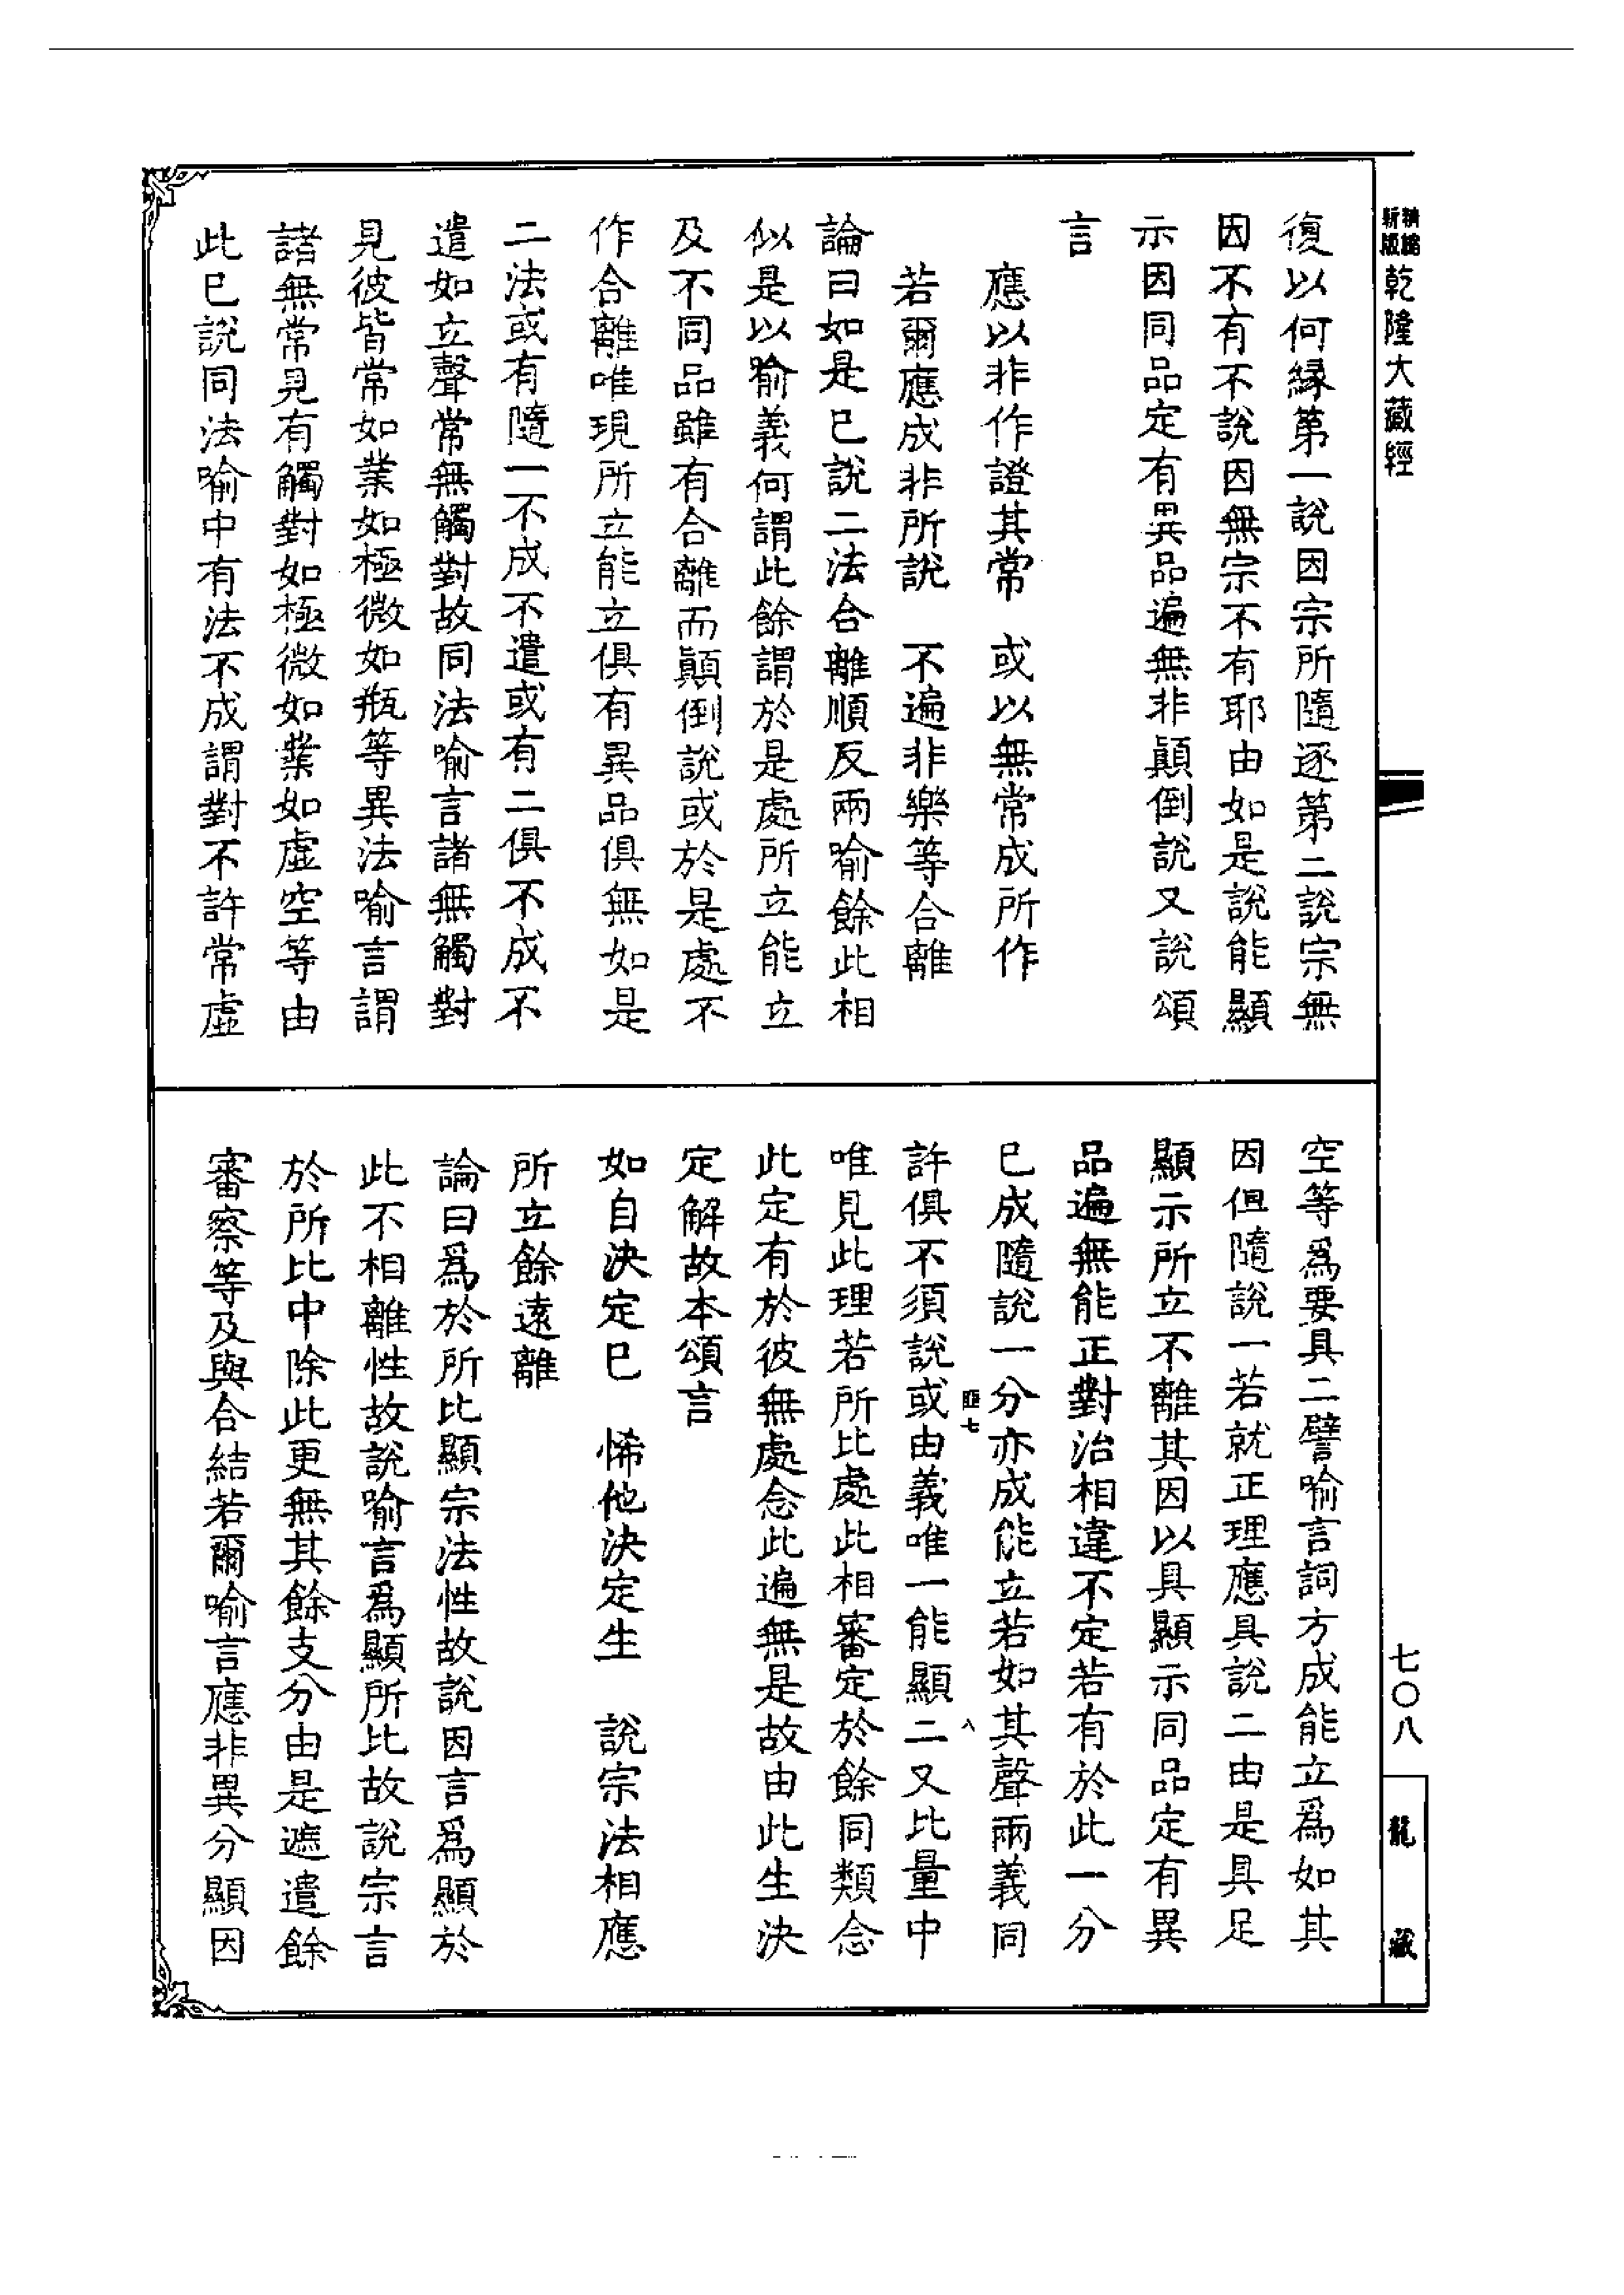 精縮新版乾隆大藏經
復以何緣第一說因宗所隨逐第二說宗無
因不有不說因無宗不有耶由如是說能顯
示因同品定有異品遍無非顛倒說又說頌
言
應以非作證其常 或以無常成所作
若爾應成非所說 不遍非樂等合離
論曰如是已說二法合離順反兩喻餘此相
似是以喻義何謂此餘謂於是處所立能立
及不同品雖有合離而顛倒說或於是處不
作合離唯現所立能立俱有異品俱無如是
二法或有隨一不成不遣或有二俱不成不
遣如立聲常無觸對故同法喻言諸無觸對
見彼皆常如業如極微如瓶等異法喻言謂
諸無常見有觸對如極微如業如虛空等由
此已說同法喻中有法不成謂對不許常虛
空等爲要具二譬喻言詞方成能立爲如其
因但隨說一若就正理應具說二由是具足
顯示所立不離其因以具顯示同品定有異
品遍無能正對治相違不定若有於此一分
已成隨說一分亦成能立若如其聲兩義同
許俱不須說或由義唯一能顯二又比量中
唯見此理若所比處此相審定於餘同類念
此定有於彼無處念此遍無是故由此生決
定解故本頌言
如自決定已 悕他決定生 說宗法相應
所立餘遠離
論曰爲於所比顯宗法性故說因言爲顯於
此不相離性故說喻言爲顯所比故說宗言
於所比中除此更無其餘支分由是遮遣餘
審察等及與合結若爾喻言應非異分顯因
七〇八
龍藏